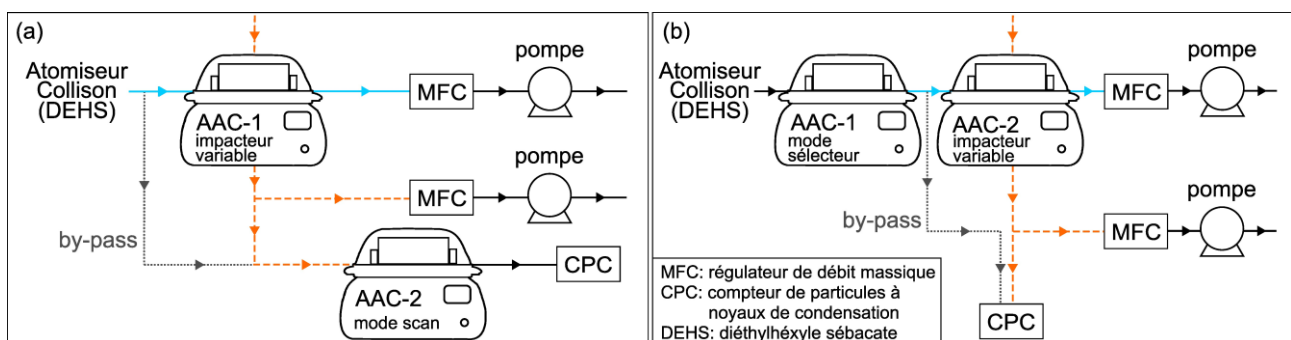 (a)
pompe
Atomiseur
Collison
(DEHS)
MFC
AAC-1
impacteur
variable
pompe
MFC
by-pass
CPC
AAC-2
mode scan
(b)
pompe
Atomiseur
Collison
(DEHS)
MFC
AAC-1
mode
sélecteur
AAC-2
impacteur
variable
pompe
by-pass
MFC
MFC: régulateur de débit massique
CPC: compteur de particules à
noyaux de condensation
DEHS: diéthylhéxyle sébacate
CPC